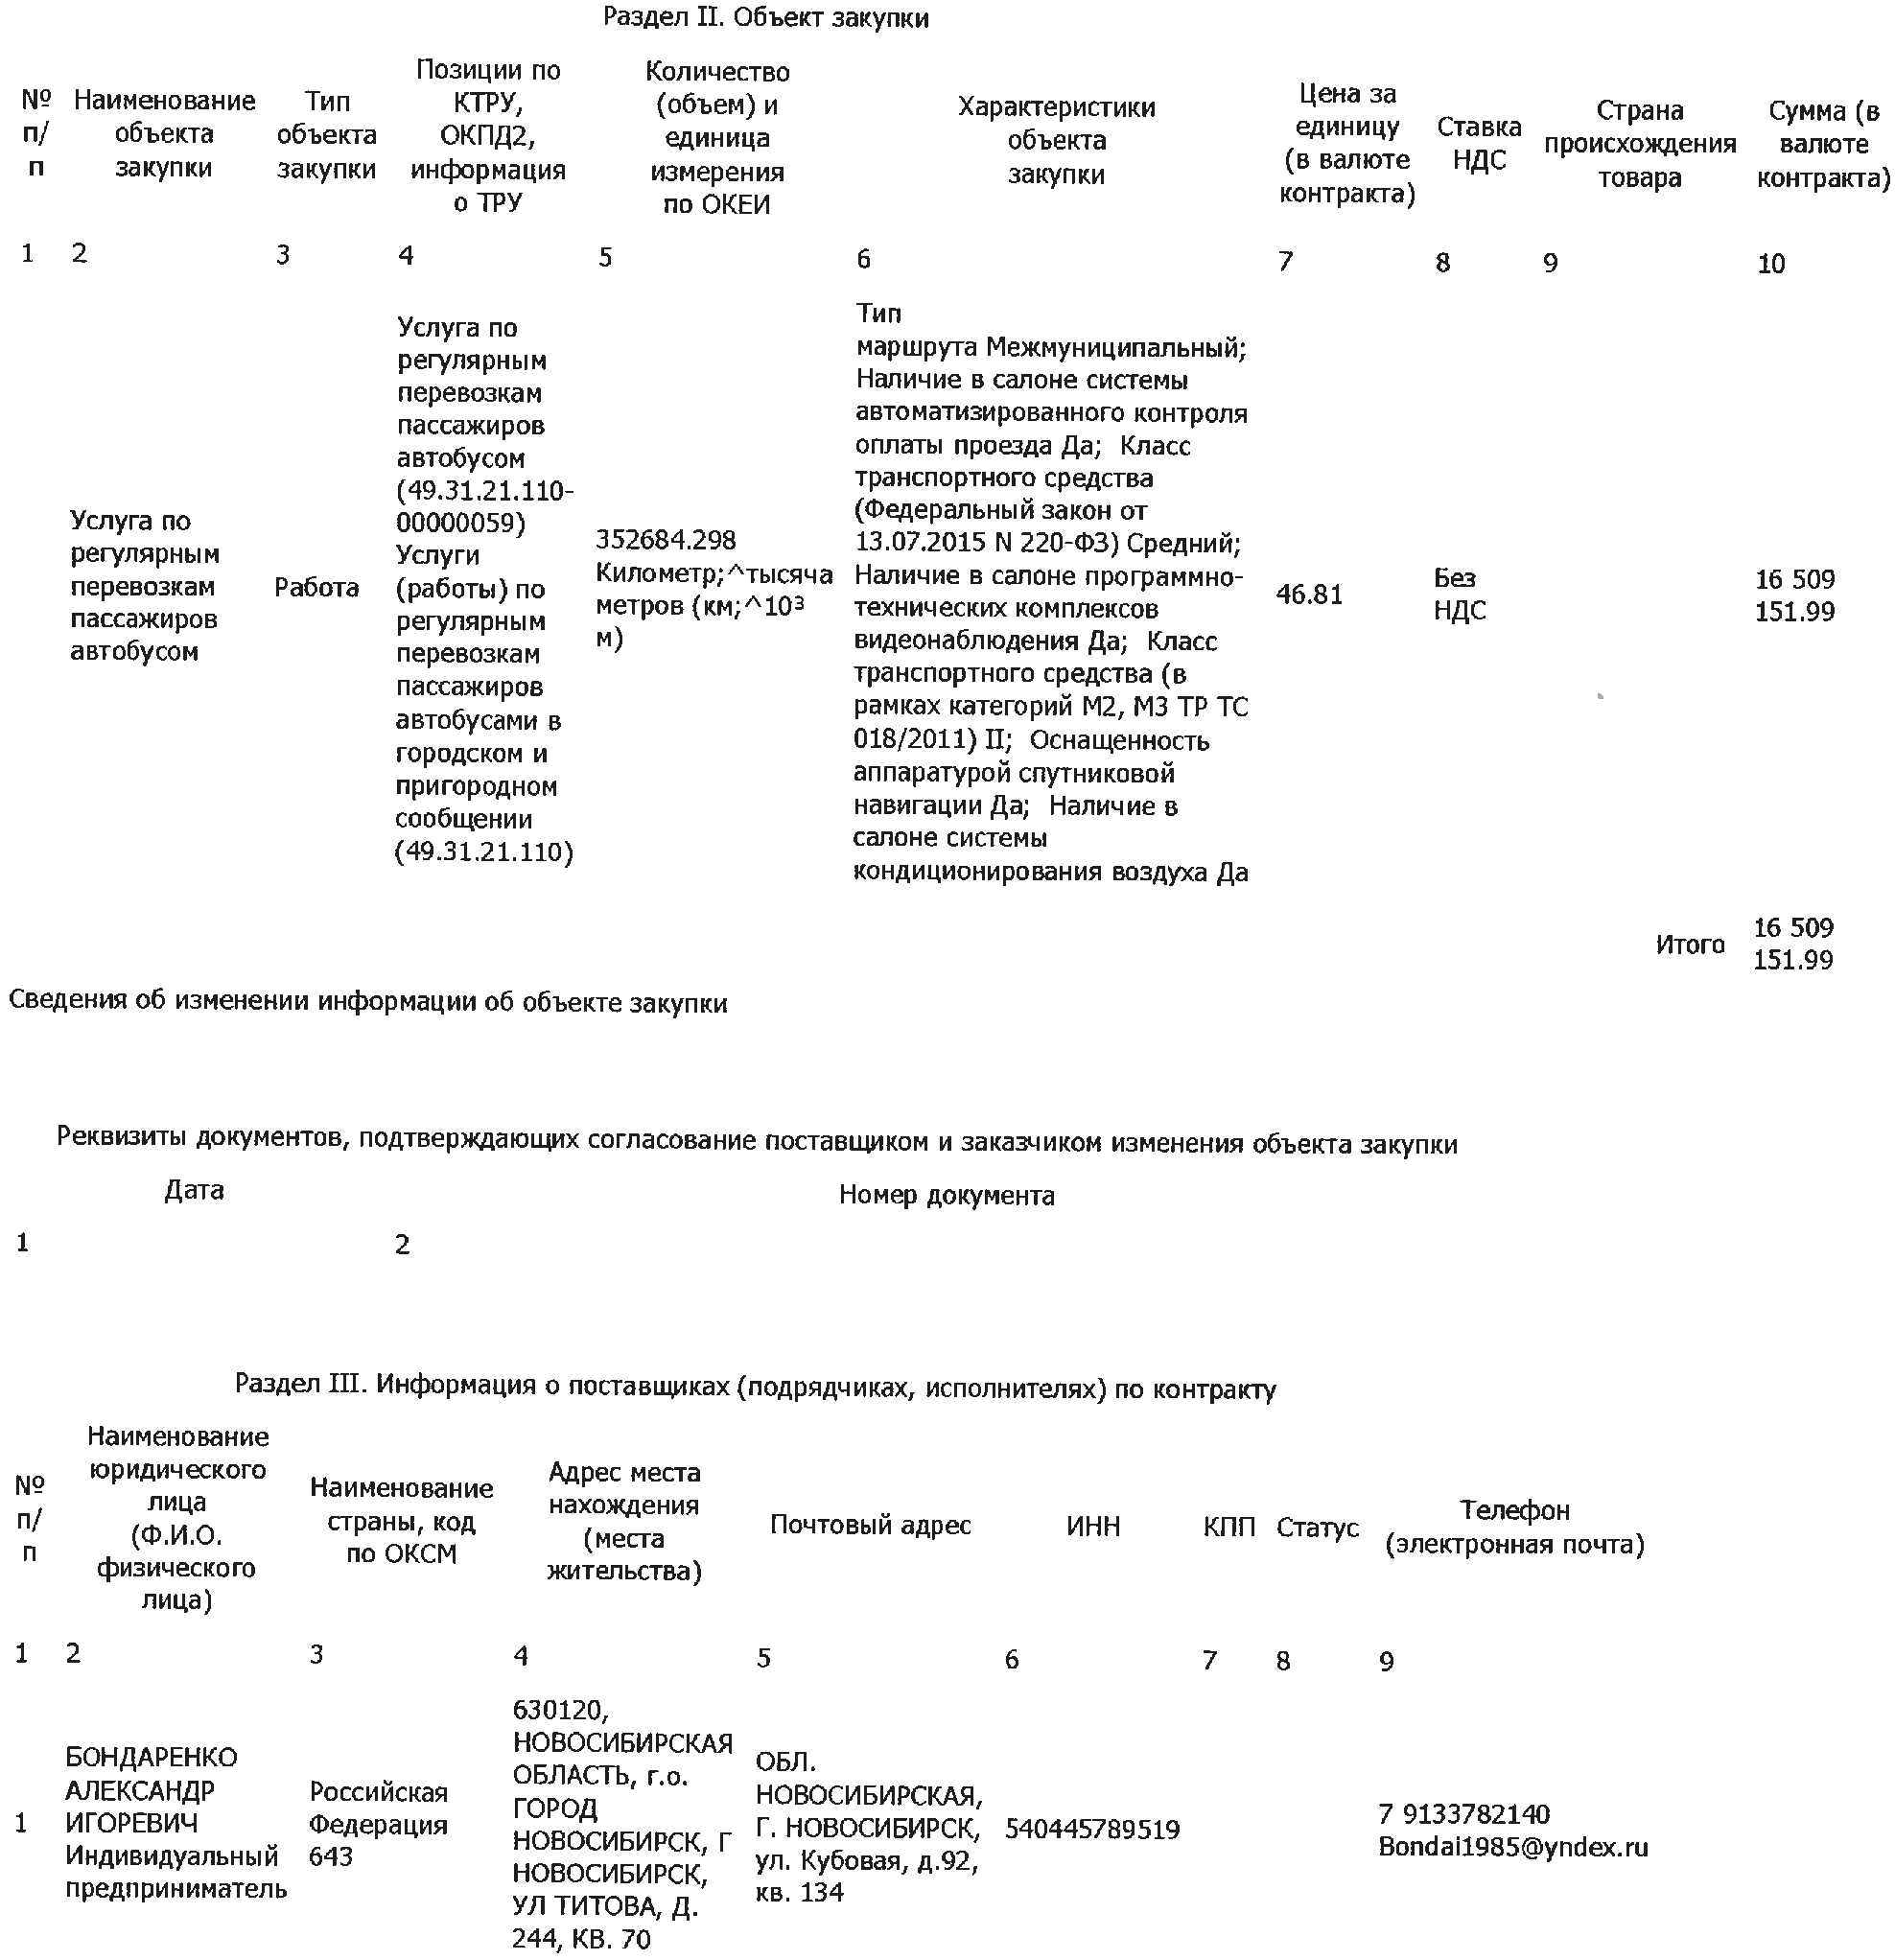 Раздел II. Объект закупки
№ п/п
Наименование объекта закупки
Тип объекта закупки
Позиции по КТРУ, ОКПД2, информация о ТРУ
Количество (объем) и единица измерения по ОКЕИ
Характеристики объекта закупки
Цена за единицу (в валюте контракта)
Ставка НДС
Страна происхождения товара
Сумма (в валюте контракта)
1 2 3 4 5 6 7 8 9 10
Услуга по
регулярным
перевозкам
пассажиров
автобусом
Работа
Услуга по
регулярным
перевозкам
пассажиров
автобусом
(49.31.21.110-
00000059)
Услуги
(работы) по
регулярным
перевозкам
пассажиров
автобусами в
городском и
пригородном
сообщении
(49.31.21.110)
352684.298
Километр;^тысяча
метров (км;^10³
м)
Тип
маршрута Межмуниципальный;
Наличие в салоне системы
автоматизированного контроля
оплаты проезда Да; Класс
транспортного средства
(Федеральный закон от
13.07.2015 N 220-ФЗ) Средний;
Наличие в салоне программно-
технических комплексов
видеонаблюдения Да; Класс
транспортного средства (в
рамках категорий М2, М3 ТР ТС
018/2011) II; Оснащенность
аппаратурой спутниковой
навигации Да; Наличие в
салоне системы
кондиционирования воздуха Да
46.81
Без
НДС
16 509
151.99
Итого
16 509
151.99
Сведения об изменении информации об объекте закупки
Реквизиты документов, подтверждающих согласование поставщиком и заказчиком изменения объекта закупки
Дата
Номер документа
1 2
Раздел III. Информация о поставщиках (подрядчиках, исполнителях) по контракту
№ п/п
Наименование юридического лица (Ф.И.О. физического лица)
Наименование страны, код по ОКСМ
Адрес места нахождения (места жительства)
Почтовый адрес
ИНН
КПП
Статус
Телефон (электронная почта)
1 2 3 4 5 6 7 8 9
1
БОНДАРЕНКО
АЛЕКСАНДР
ИГОРЕВИЧ
Индивидуальный
предприниматель
Российская
Федерация
643
630120,
НОВОСИБИРСКАЯ
ОБЛАСТЬ, г.о.
ГОРОД
НОВОСИБИРСК, Г
НОВОСИБИРСК,
УЛ ТИТОВА, Д.
244, КВ. 70
ОБЛ.
НОВОСИБИРСКАЯ,
Г. НОВОСИБИРСК,
ул. Кубовая, д.92,
кв. 134
540445789519
7 9133782140
Bondai1985@yndex.ru